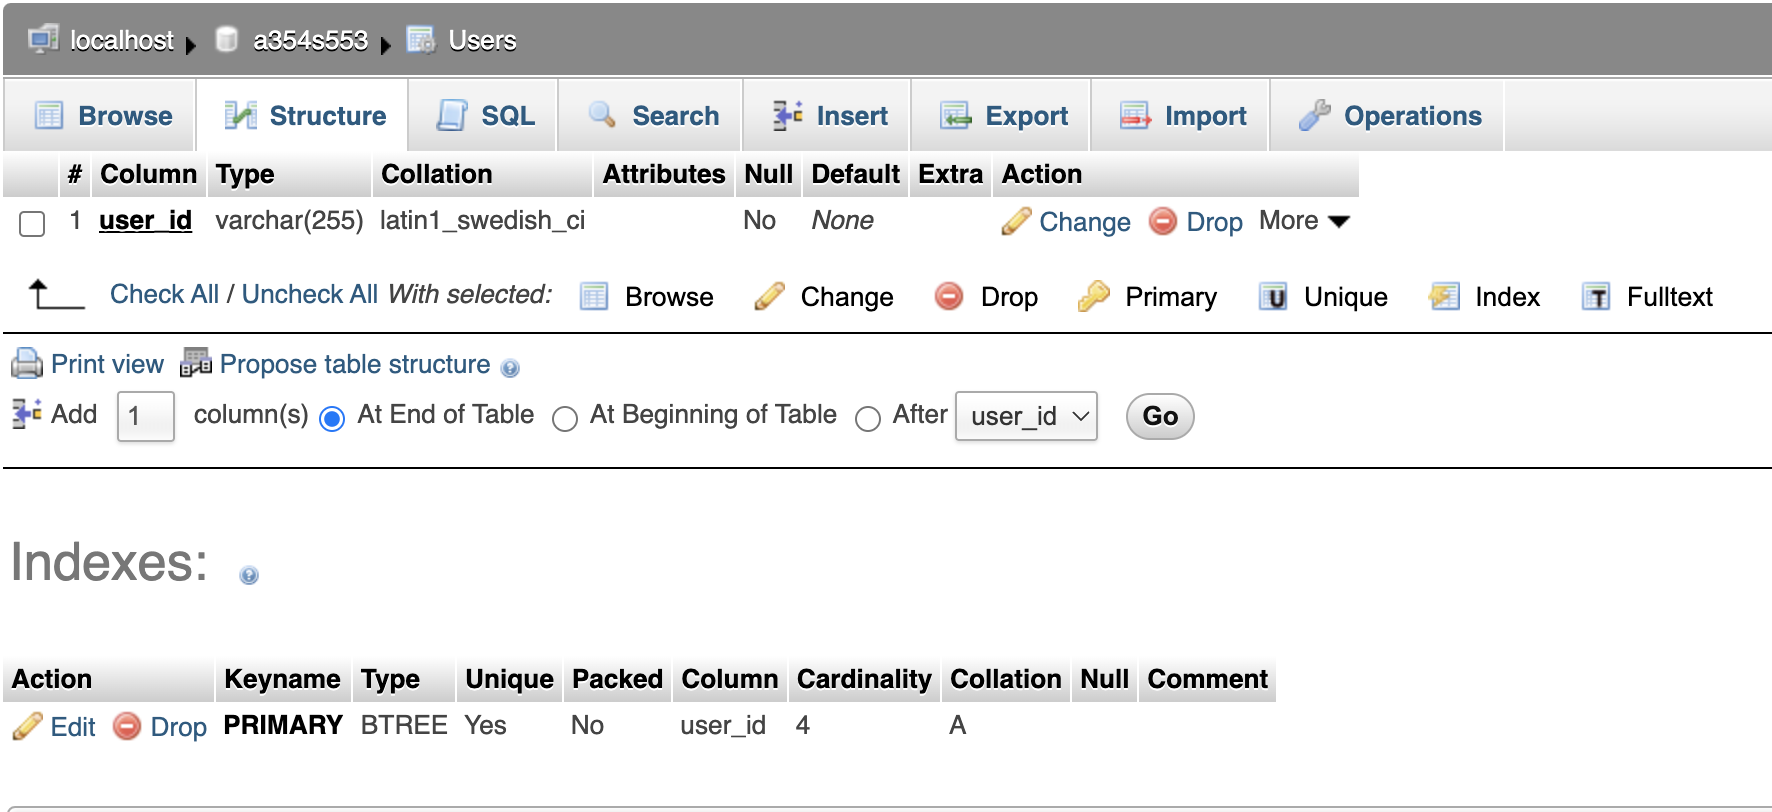 localhost a354s553 Users
Browse Structure SQL Search Insert Export Import Operations
# Column Type Collation Attributes Null Default Extra Action
1 user_id varchar(255) latin1_swedish_ci No None Change Drop More
Check All / Uncheck All With selected: Browse Change Drop Primary Unique Index Fulltext
Print view Propose table structure
Add 1 column(s) At End of Table At Beginning of Table After user_id Go
Indexes:
Action Keyname Type Unique Packed Column Cardinality Collation Null Comment
Edit Drop PRIMARY BTREE Yes No user_id 4 A